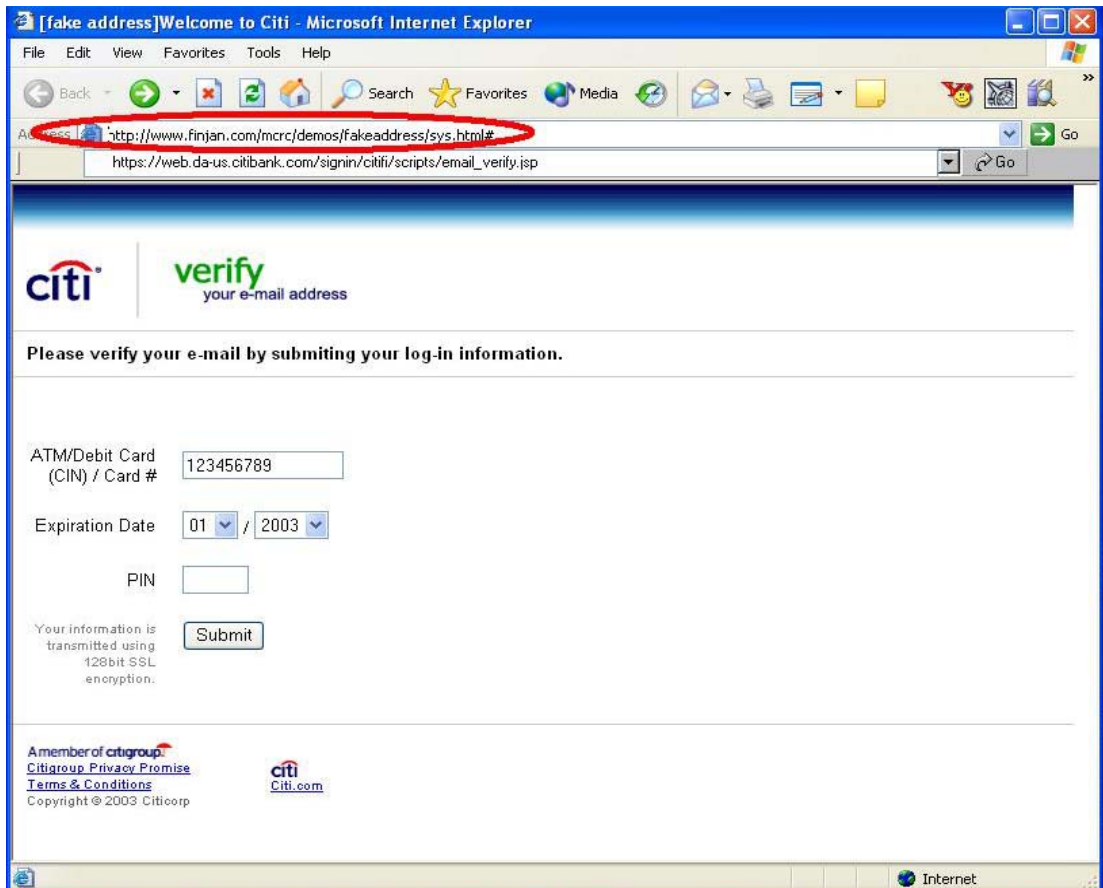 [fake address]Welcome to Citi - Microsoft Internet Explorer
File Edit View Favorites Tools Help
Back Search Favorites Media »
Address http://www.finjan.com/mcrc/demos/fakeaddress/sys.html# Go
https://web.da-us.citibank.com/signin/citifi/scripts/email_verify.jsp Go
citi
verify
your e-mail address
Please verify your e-mail by submiting your log-in information.
ATM/Debit Card
(CIN) / Card # 123456789
Expiration Date 01 / 2003
PIN
Your information is
transmitted using
128bit SSL
encryption.
Submit
A member of citigroup
Citigroup Privacy Promise
Terms & Conditions
Copyright © 2003 Citicorp
citi
Citi.com
Internet